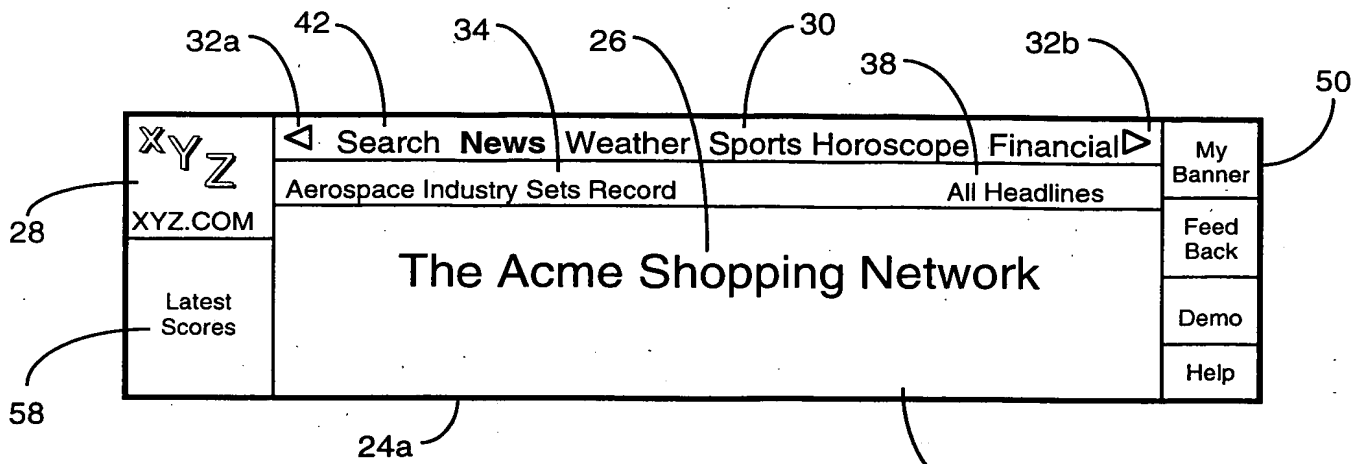 32a
42
34
26
30
38
32b
50
XYZ
XYZ.COM
Search News Weather Sports Horoscope Financial
My
Banner
Aerospace Industry Sets Record
All Headlines
28
Feed
Back
The Acme Shopping Network
Latest
Scores
Demo
Help
58
24a